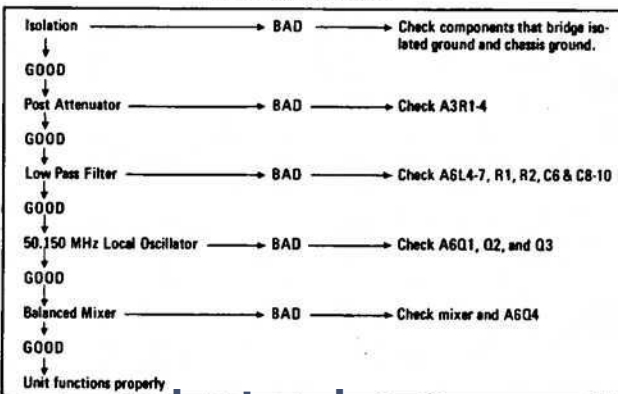 Isolation BAD Check components that bridge iso-
lated ground and chassis ground.
GOOD
Post Attenuator BAD Check A3R1-4
GOOD
Low Pass Filter BAD Check A6L4-7, R1, R2, C6 & C8-10
GOOD
50.150 MHz Local Oscillator BAD Check A6Q1, Q2, and Q3
GOOD
Balanced Mixer BAD Check mixer and A6Q4
GOOD
Unit functions properly